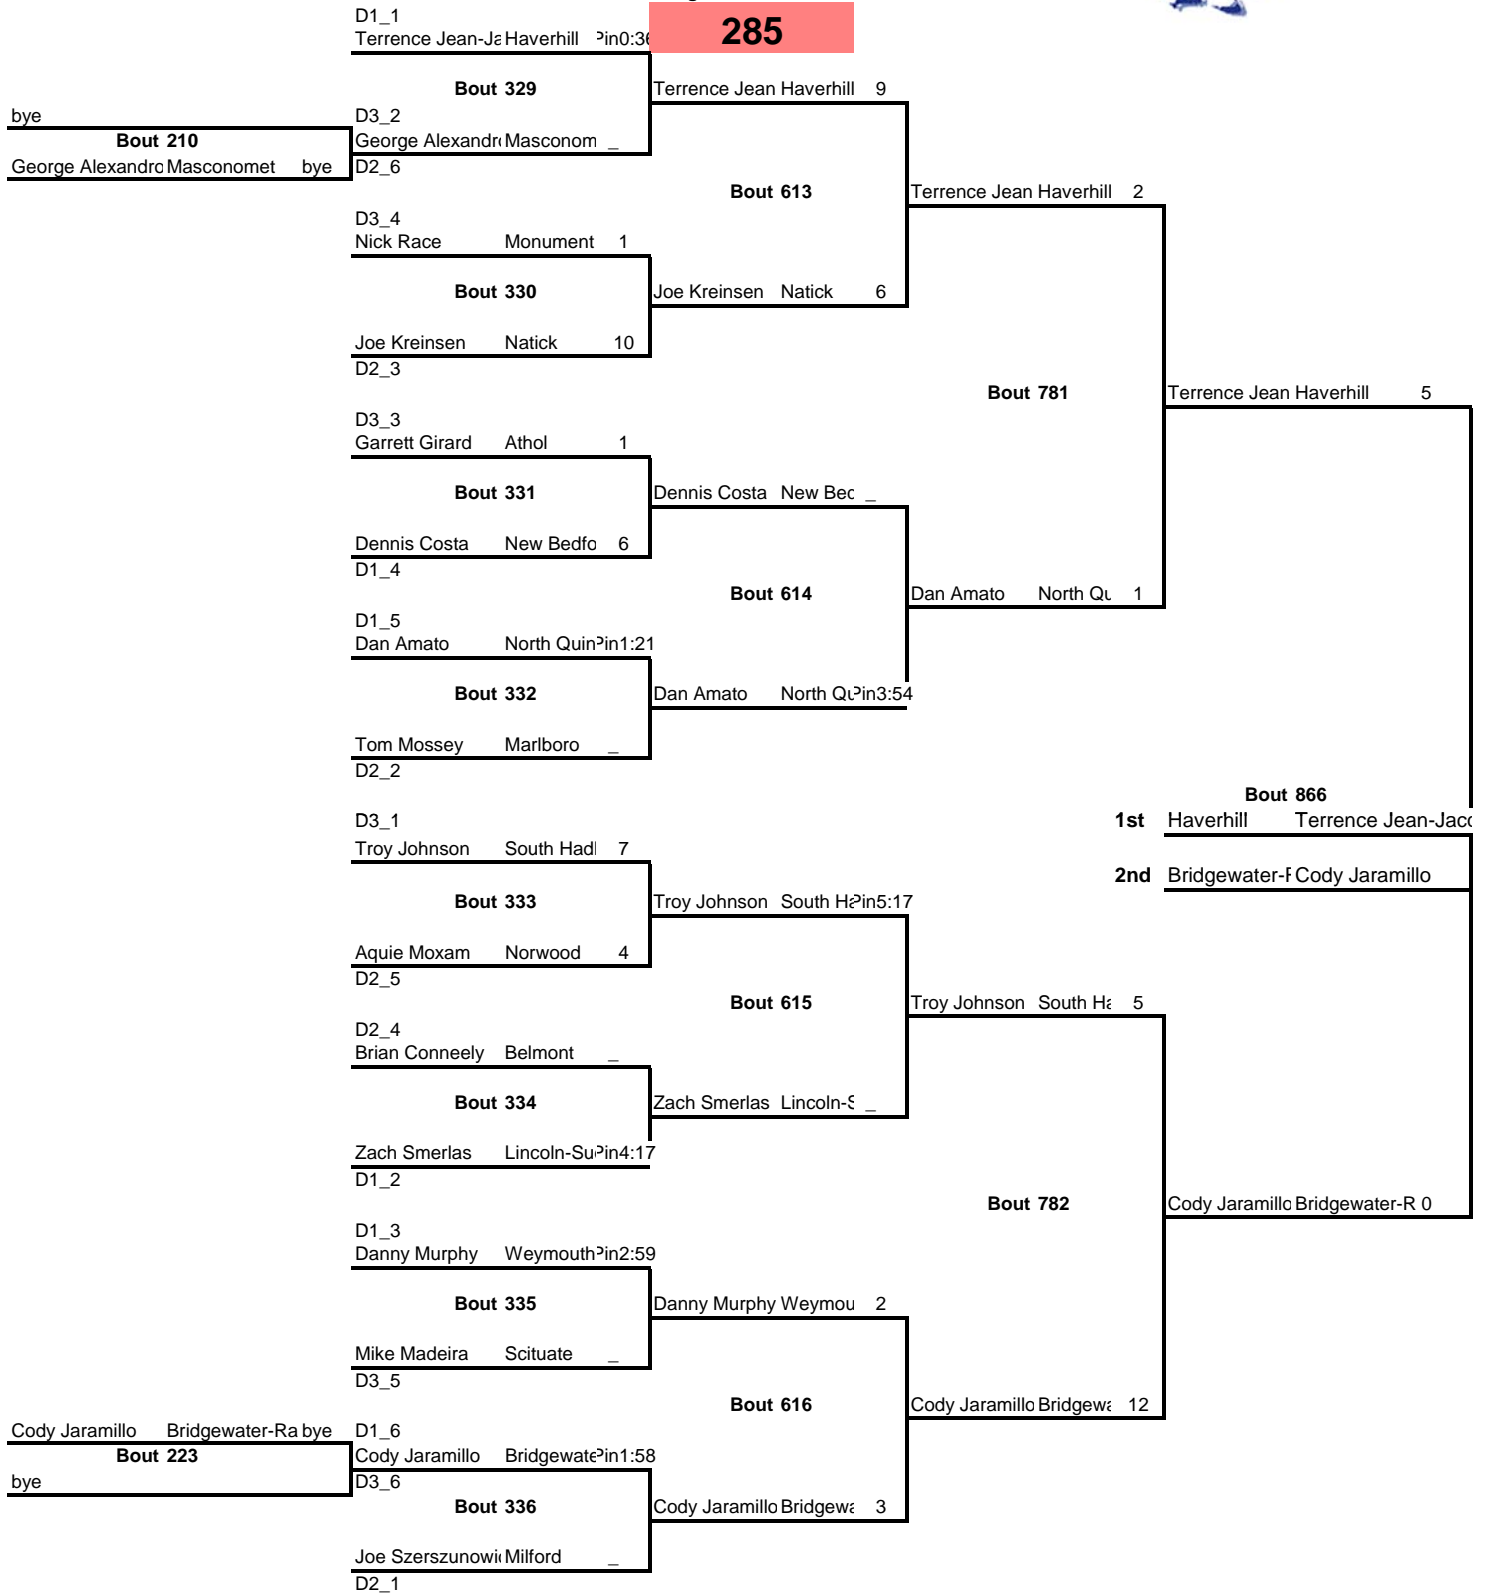 D1_1
285
Terrence Jean-Ja Haverhill Pin0:36
Bout 329
Terrence Jean Haverhill 9
bye
D3_2
Bout 210
George Alexandro Masconom _
George Alexandro Masconomet bye
D2_6
Bout 613
Terrence Jean Haverhill 2
D3_4
Nick Race Monument 1
Bout 330
Joe Kreinsen Natick 6
Joe Kreinsen Natick 10
D2_3
Bout 781
Terrence Jean Haverhill 5
D3_3
Garrett Girard Athol 1
Bout 331
Dennis Costa New Bec _
Dennis Costa New Bedfo 6
D1_4
Bout 614
Dan Amato North Qu 1
D1_5
Dan Amato North Quin Pin1:21
Bout 332
Dan Amato North Qu Pin3:54
Tom Mossey Marlboro _
D2_2
Bout 866
D3_1
1st Haverhill Terrence Jean-Jaco
Troy Johnson South Hadl 7
2nd Bridgewater-R Cody Jaramillo
Bout 333
Troy Johnson South Ha Pin5:17
Aquie Moxam Norwood 4
D2_5
Bout 615
Troy Johnson South Ha 5
D2_4
Brian Conneely Belmont _
Bout 334
Zach Smerlas Lincoln-S _
Zach Smerlas Lincoln-Su Pin4:17
D1_2
Bout 782
Cody Jaramillo Bridgewater-R 0
D1_3
Danny Murphy Weymouth Pin2:59
Bout 335
Danny Murphy Weymou 2
Mike Madeira Scituate _
D3_5
Bout 616
Cody Jaramillo Bridgewa 12
Cody Jaramillo Bridgewater-Ra bye
D1_6
Bout 223
Cody Jaramillo Bridgewate Pin1:58
bye
D3_6
Bout 336
Cody Jaramillo Bridgewa 3
Joe Szerszunowic Milford _
D2_1